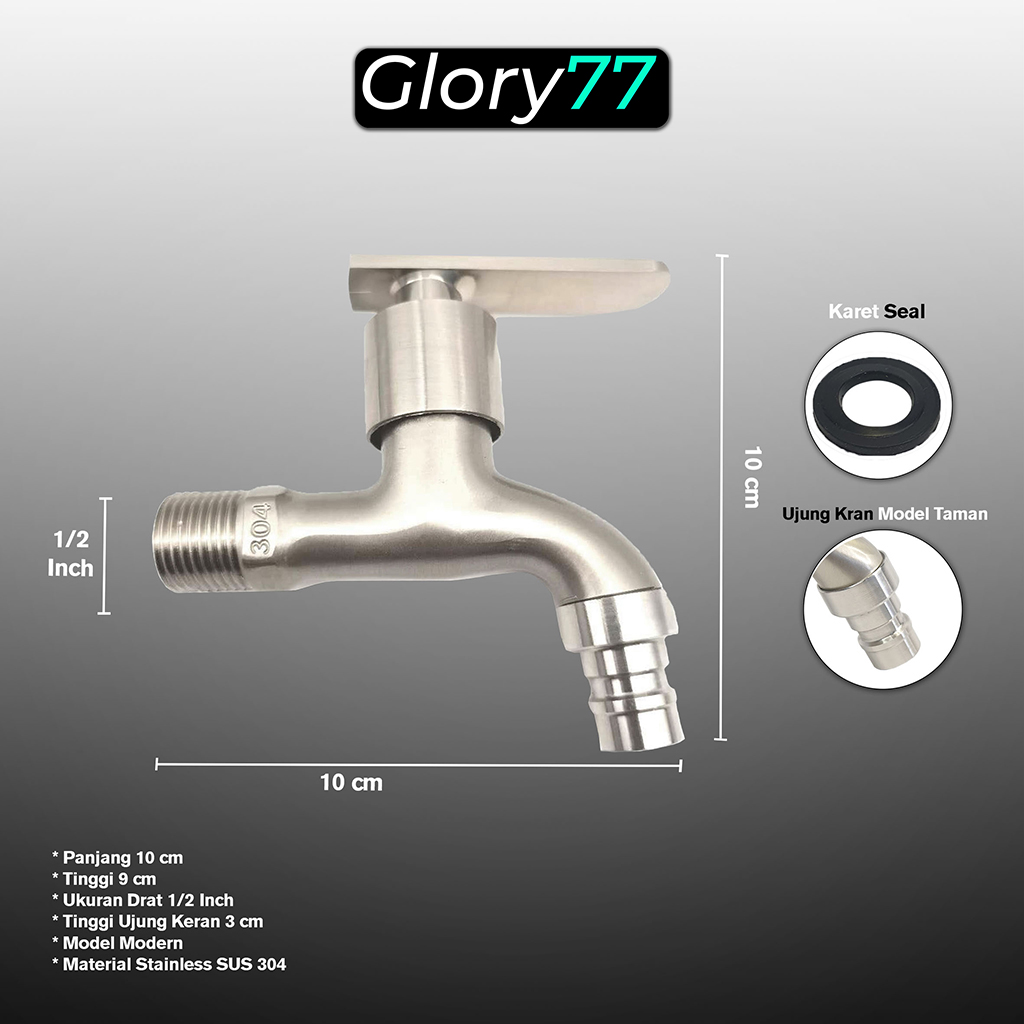 Glory77
Karet Seal
10 cm
Ujung Kran Model Taman
304
1/2
Inch
10 cm
* Panjang 10 cm
* Tinggi 9 cm
* Ukuran Drat 1/2 Inch
* Tinggi Ujung Keran 3 cm
* Model Modern
* Material Stainless SUS 304